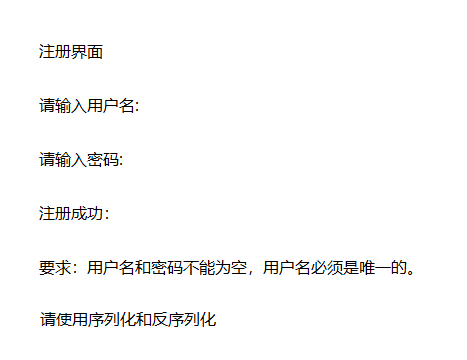 注册界面
请输入用户名:
请输入密码:
注册成功：
要求：用户名和密码不能为空，用户名必须是唯一的。
请使用序列化和反序列化